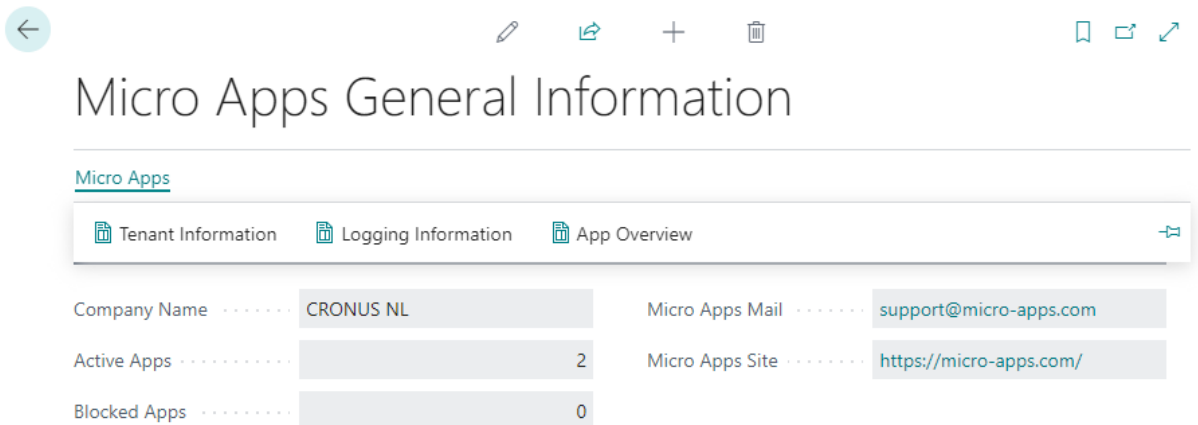 Micro Apps General Information
Micro Apps
Tenant Information Logging Information App Overview
Company Name CRONUS NL Micro Apps Mail support@micro-apps.com
Active Apps 2 Micro Apps Site https://micro-apps.com/
Blocked Apps 0